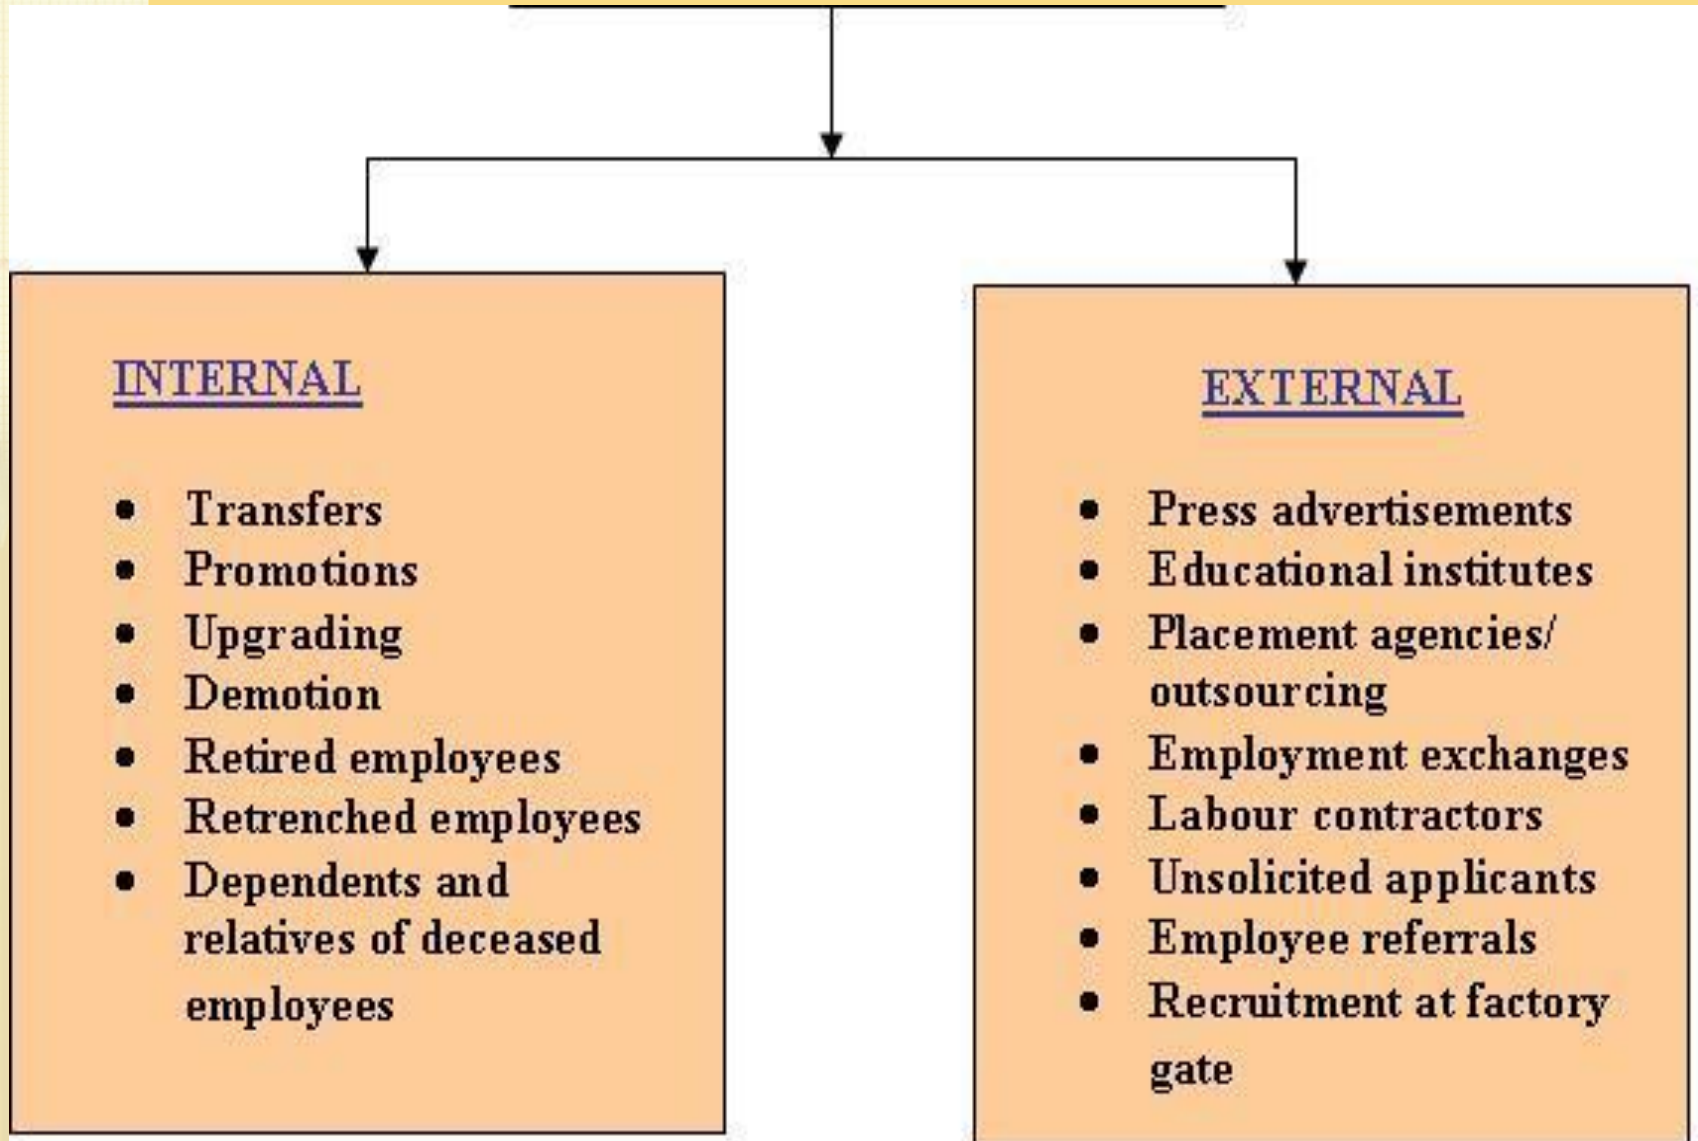 INTERNAL
• Transfers
• Promotions
• Upgrading
• Demotion
• Retired employees
• Retrenched employees
• Dependents and
relatives of deceased
employees
EXTERNAL
• Press advertisements
• Educational institutes
• Placement agencies/
outsourcing
• Employment exchanges
• Labour contractors
• Unsolicited applicants
• Employee referrals
• Recruitment at factory
gate